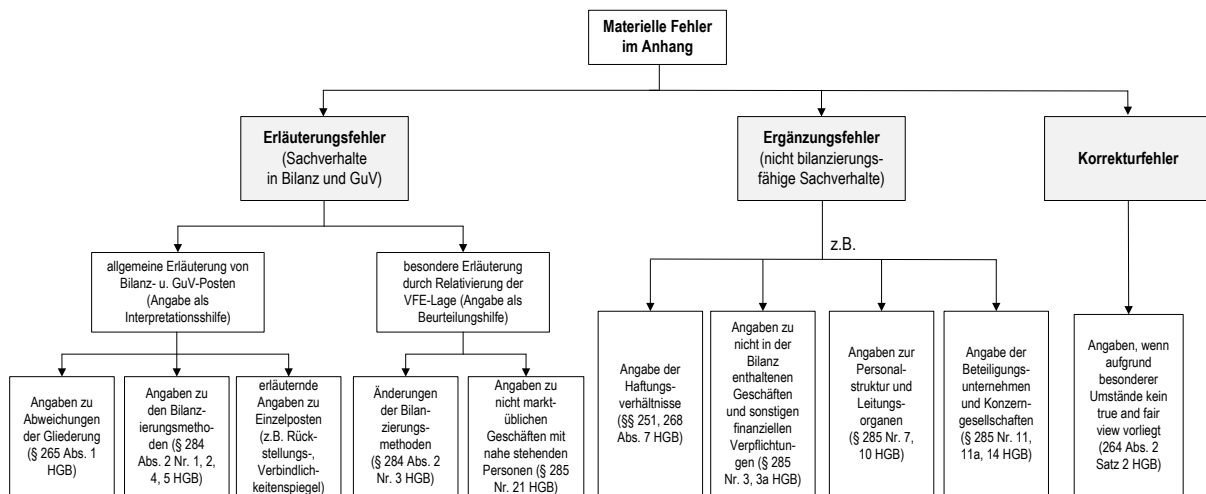 Materielle Fehler
im Anhang
Erläuterungsfehler
(Sachverhalte
in Bilanz und GuV)
Ergänzungsfehler
(nicht bilanzierungs-
fähige Sachverhalte)
Korrekturfehler
z.B.
allgemeine Erläuterung von
Bilanz- u. GuV-Posten
(Angabe als
Interpretationshilfe)
besondere Erläuterung
durch Relativierung der
VFE-Lage (Angabe als
Beurteilungshilfe)
Angaben zu
Abweichungen
der Gliederung
(§ 265 Abs. 1
HGB)
Angaben zu
den Bilanzie-
rungsmetho-
den (§ 284
Abs. 2 Nr. 1, 2,
4, 5 HGB)
erläuternde
Angaben zu
Einzelposten
(z.B. Rück-
stellungs-,
Verbindlich-
keitenspiegel)
Änderungen
der Bilan-
zierungs-
methoden
(§ 284 Abs. 2
Nr. 3 HGB)
Angaben zu
nicht markt-
üblichen
Geschäften mit
nahe stehenden
Personen (§ 285
Nr. 21 HGB)
Angabe der
Haftungs-
verhältnisse
(§§ 251, 268
Abs. 7 HGB)
Angaben zu
nicht in der
Bilanz
enthaltenen
Geschäften
und sonstigen
finanziellen
Verpflichtun-
gen (§ 285
Nr. 3, 3a HGB)
Angaben zur
Personal-
struktur und
Leitungs-
organen
(§ 285 Nr. 7,
10 HGB)
Angabe der
Beteiligungs-
unternehmen
und Konzern-
gesellschaften
(§ 285 Nr. 11,
11a, 14 HGB)
Angaben, wenn
aufgrund
besonderer
Umstände kein
true and fair
view vorliegt
(264 Abs. 2
Satz 2 HGB)